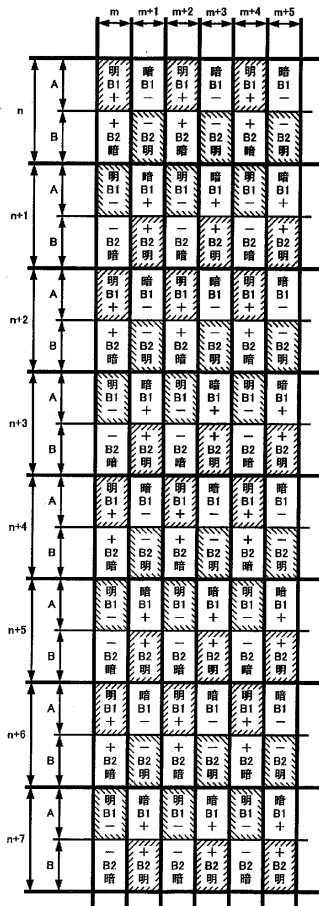 m m+1 m+2 m+3 m+4 m+5
n
A
明 暗 明 暗 明 暗
B1 B1 B1 B1 B1 B1
+ − + − + −
B
+ − + − + −
B2 B2 B2 B2 B2 B2
暗 明 暗 明 暗 明
n+1
A
明 暗 明 暗 明 暗
B1 B1 B1 B1 B1 B1
− + − + − +
B
− + − + − +
B2 B2 B2 B2 B2 B2
暗 明 暗 明 暗 明
n+2
A
明 暗 明 暗 明 暗
B1 B1 B1 B1 B1 B1
+ − + − + −
B
+ − + − + −
B2 B2 B2 B2 B2 B2
暗 明 暗 明 暗 明
n+3
A
明 暗 明 暗 明 暗
B1 B1 B1 B1 B1 B1
− + − + − +
B
− + − + − +
B2 B2 B2 B2 B2 B2
暗 明 暗 明 暗 明
n+4
A
明 暗 明 暗 明 暗
B1 B1 B1 B1 B1 B1
+ − + − + −
B
+ − + − + −
B2 B2 B2 B2 B2 B2
暗 明 暗 明 暗 明
n+5
A
明 暗 明 暗 明 暗
B1 B1 B1 B1 B1 B1
− + − + − +
B
− + − + − +
B2 B2 B2 B2 B2 B2
暗 明 暗 明 暗 明
n+6
A
明 暗 明 暗 明 暗
B1 B1 B1 B1 B1 B1
+ − + − + −
B
+ − + − + −
B2 B2 B2 B2 B2 B2
暗 明 暗 明 暗 明
n+7
A
明 暗 明 暗 明 暗
B1 B1 B1 B1 B1 B1
− + − + − +
B
− + − + − +
B2 B2 B2 B2 B2 B2
暗 明 暗 明 暗 明